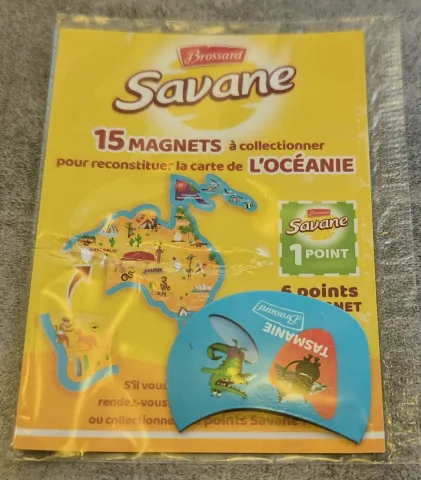 Brossard
Savane
15 MAGNETS à collectionner
pour reconstituer la carte de L'OCÉANIE
Brossard
Savane
1 POINT
6 points
NET
Brossard
TASMANIE
S'il vous
rendez-vous
ou collectionne points Savane